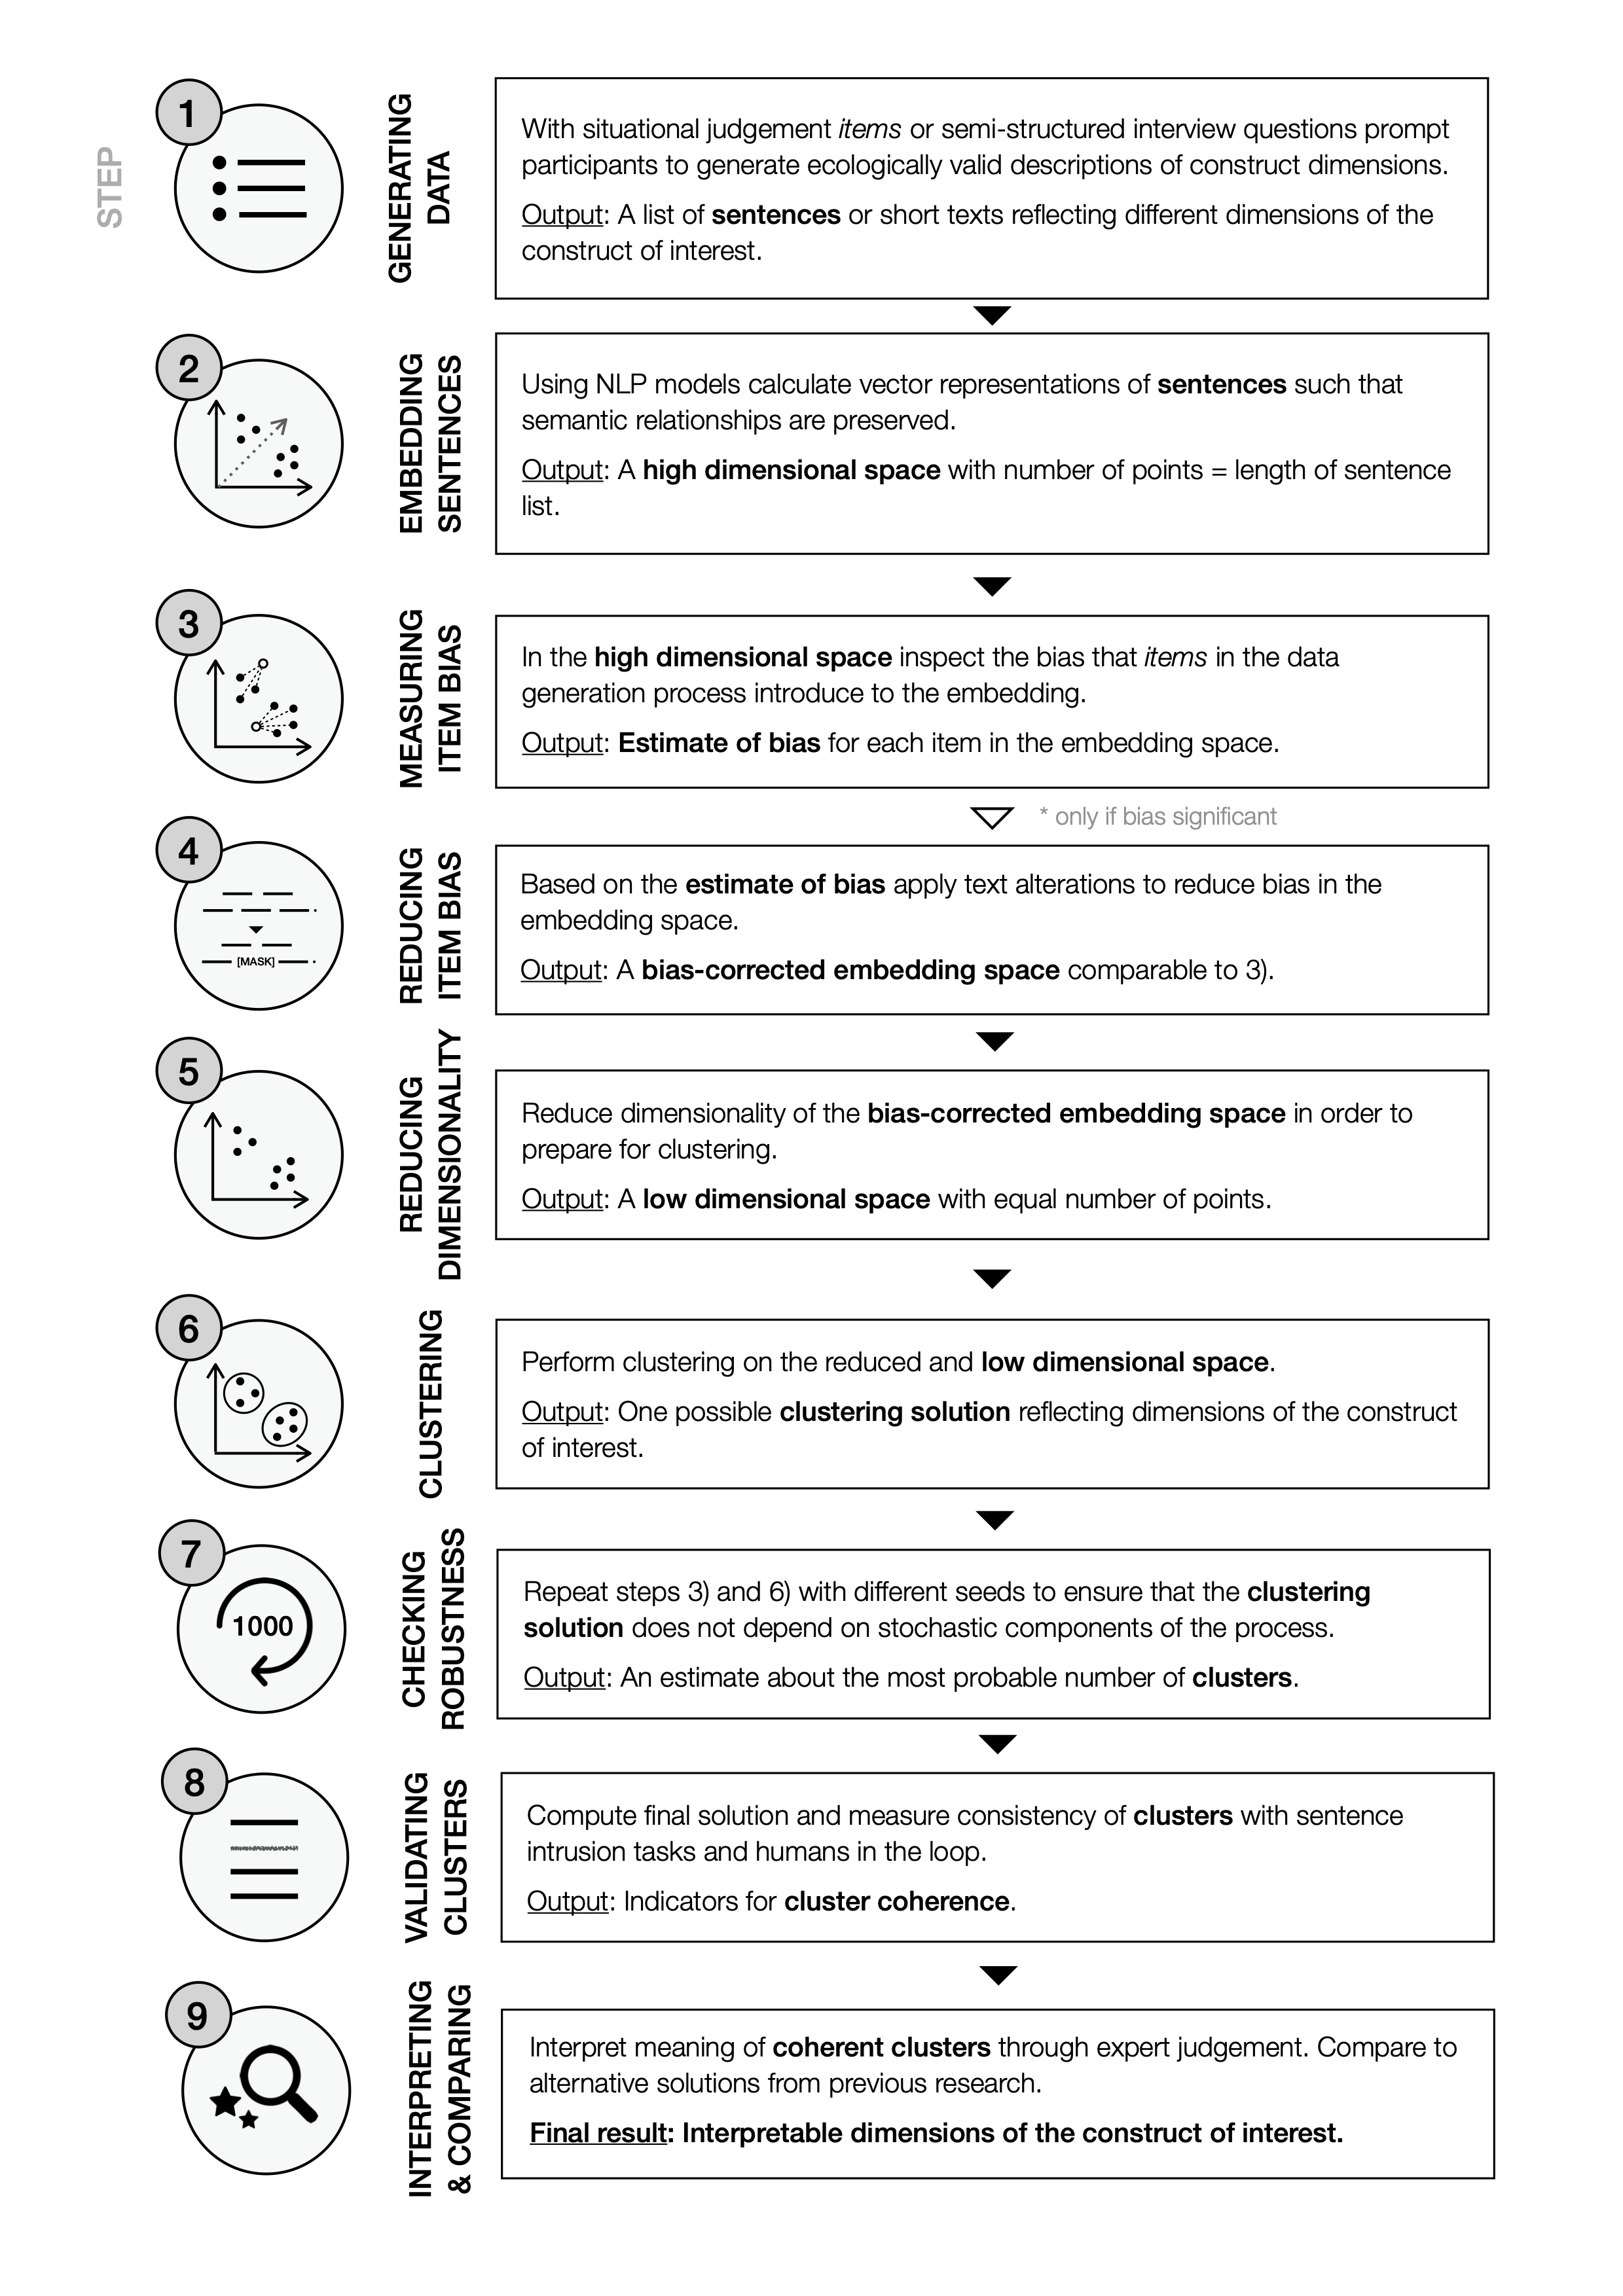 STEP
1
GENERATING
DATA
With situational judgement items or semi-structured interview questions prompt
participants to generate ecologically valid descriptions of construct dimensions.
Output: A list of sentences or short texts reflecting different dimensions of the
construct of interest.
2
EMBEDDING
SENTENCES
Using NLP models calculate vector representations of sentences such that
semantic relationships are preserved.
Output: A high dimensional space with number of points = length of sentence
list.
3
MEASURING
ITEM BIAS
In the high dimensional space inspect the bias that items in the data
generation process introduce to the embedding.
Output: Estimate of bias for each item in the embedding space.
* only if bias significant
4
[MASK]
REDUCING
ITEM BIAS
Based on the estimate of bias apply text alterations to reduce bias in the
embedding space.
Output: A bias-corrected embedding space comparable to 3).
5
REDUCING
DIMENSIONALITY
Reduce dimensionality of the bias-corrected embedding space in order to
prepare for clustering.
Output: A low dimensional space with equal number of points.
6
CLUSTERING
Perform clustering on the reduced and low dimensional space.
Output: One possible clustering solution reflecting dimensions of the construct
of interest.
7
1000
CHECKING
ROBUSTNESS
Repeat steps 3) and 6) with different seeds to ensure that the clustering
solution does not depend on stochastic components of the process.
Output: An estimate about the most probable number of clusters.
8
VALIDATING
CLUSTERS
Compute final solution and measure consistency of clusters with sentence
intrusion tasks and humans in the loop.
Output: Indicators for cluster coherence.
9
INTERPRETING
& COMPARING
Interpret meaning of coherent clusters through expert judgement. Compare to
alternative solutions from previous research.
Final result: Interpretable dimensions of the construct of interest.